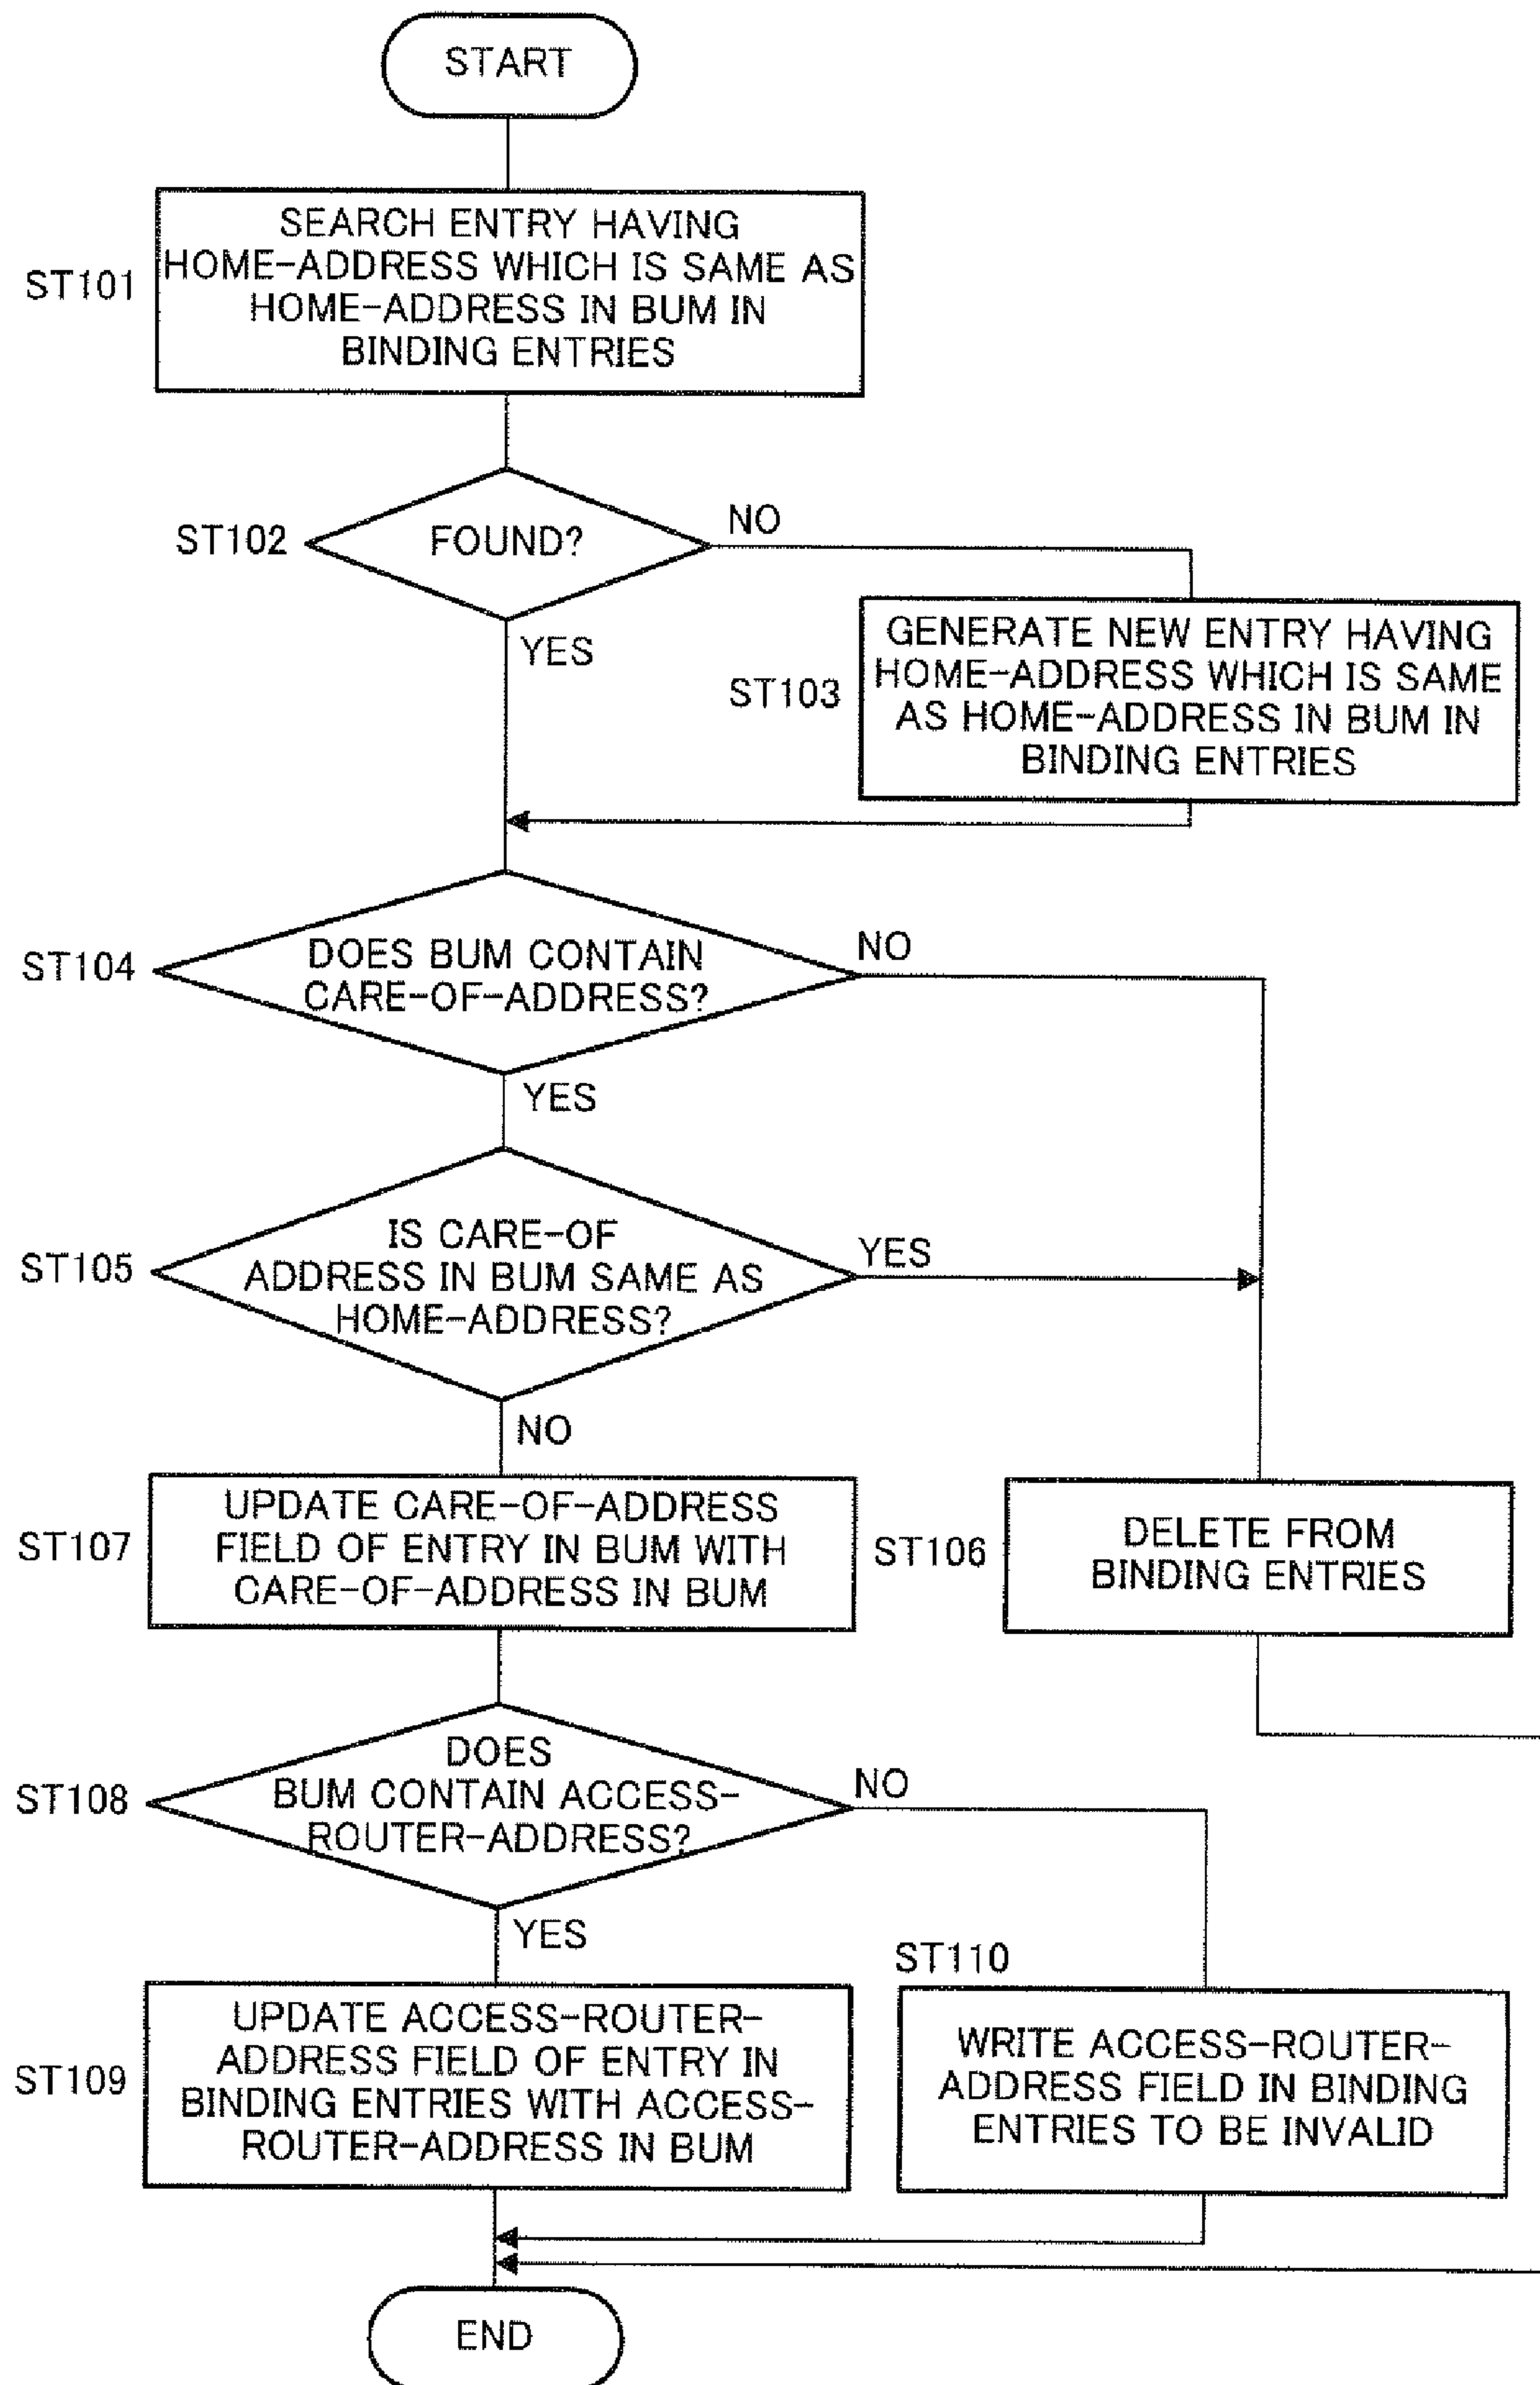 START
ST101
SEARCH ENTRY HAVING
HOME-ADDRESS WHICH IS SAME AS
HOME-ADDRESS IN BUM IN
BINDING ENTRIES
ST102
FOUND?
NO
YES
ST103
GENERATE NEW ENTRY HAVING
HOME-ADDRESS WHICH IS SAME
AS HOME-ADDRESS IN BUM IN
BINDING ENTRIES
ST104
DOES BUM CONTAIN
CARE-OF-ADDRESS?
NO
YES
ST105
IS CARE-OF
ADDRESS IN BUM SAME AS
HOME-ADDRESS?
YES
NO
ST107
UPDATE CARE-OF-ADDRESS
FIELD OF ENTRY IN BUM WITH
CARE-OF-ADDRESS IN BUM
ST106
DELETE FROM
BINDING ENTRIES
ST108
DOES
BUM CONTAIN ACCESS-
ROUTER-ADDRESS?
NO
YES
ST109
UPDATE ACCESS-ROUTER-
ADDRESS FIELD OF ENTRY IN
BINDING ENTRIES WITH ACCESS-
ROUTER-ADDRESS IN BUM
ST110
WRITE ACCESS-ROUTER-
ADDRESS FIELD IN BINDING
ENTRIES TO BE INVALID
END